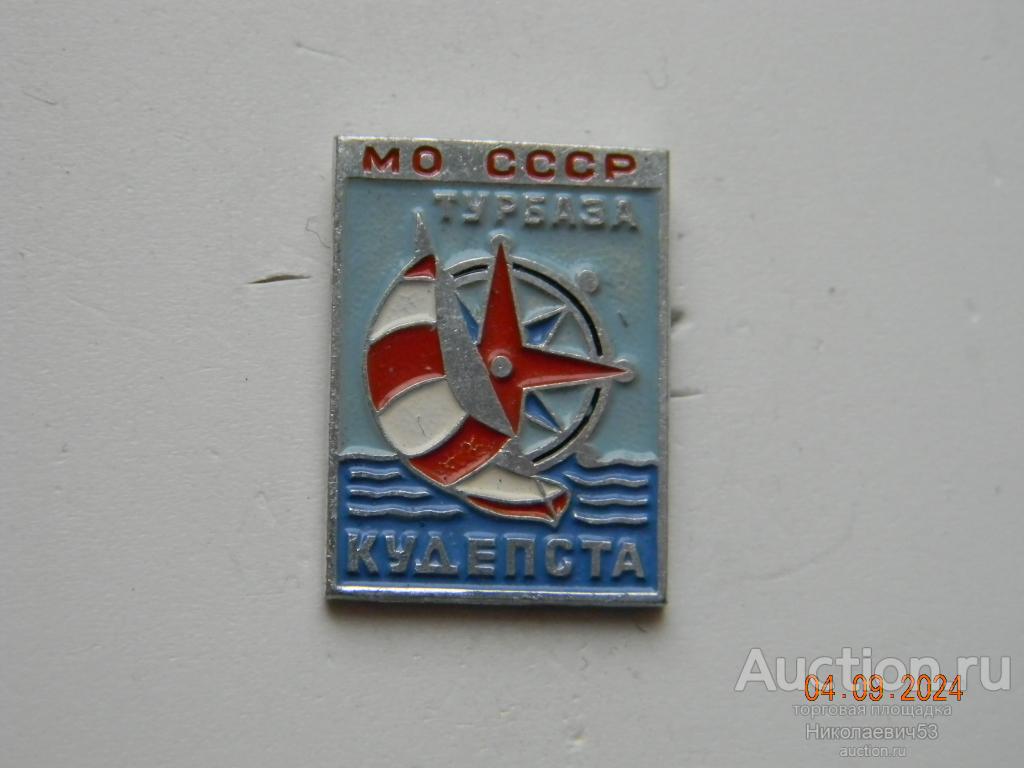 МО СССР
ТУРБАЗА
КУДЕПСТА
Auction.ru
04.09.2024
торговая площадка
Николаевич53
auction.ru